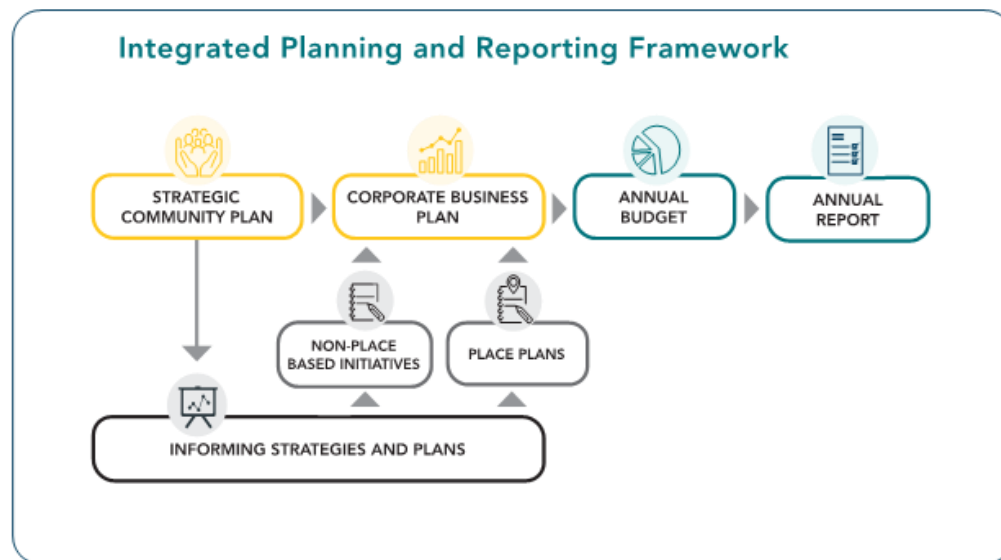 Integrated Planning and Reporting Framework
STRATEGIC
COMMUNITY PLAN
CORPORATE BUSINESS
PLAN
ANNUAL
BUDGET
ANNUAL
REPORT
NON-PLACE
BASED INITIATIVES
PLACE PLANS
INFORMING STRATEGIES AND PLANS